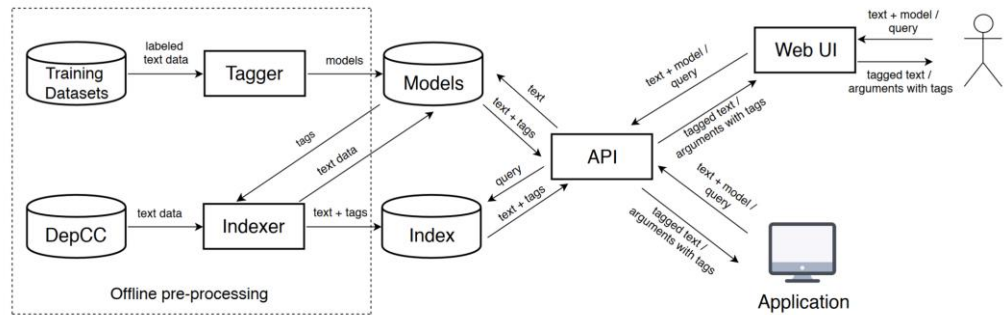 labeled
text data
Training
Datasets
Tagger
models
Models
text
text + tags
tags
text data
DepCC
text data
Indexer
text + tags
Index
query
text + tags
API
text + model /
query
tagged text /
arguments with tags
Web UI
text + model /
query
tagged text /
arguments with tags
text + model /
query
tagged text /
arguments with tags
Application
Offline pre-processing